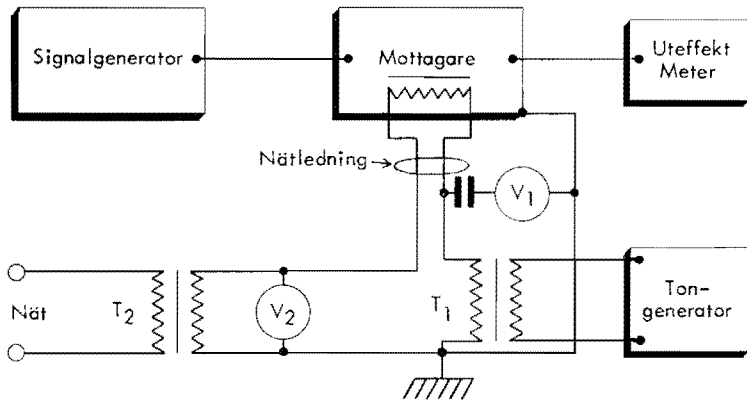 Signalgenerator
Mottagare
Uteffekt
Meter
Nätledning
V1
Nät
T2
V2
T1
Ton-
generator